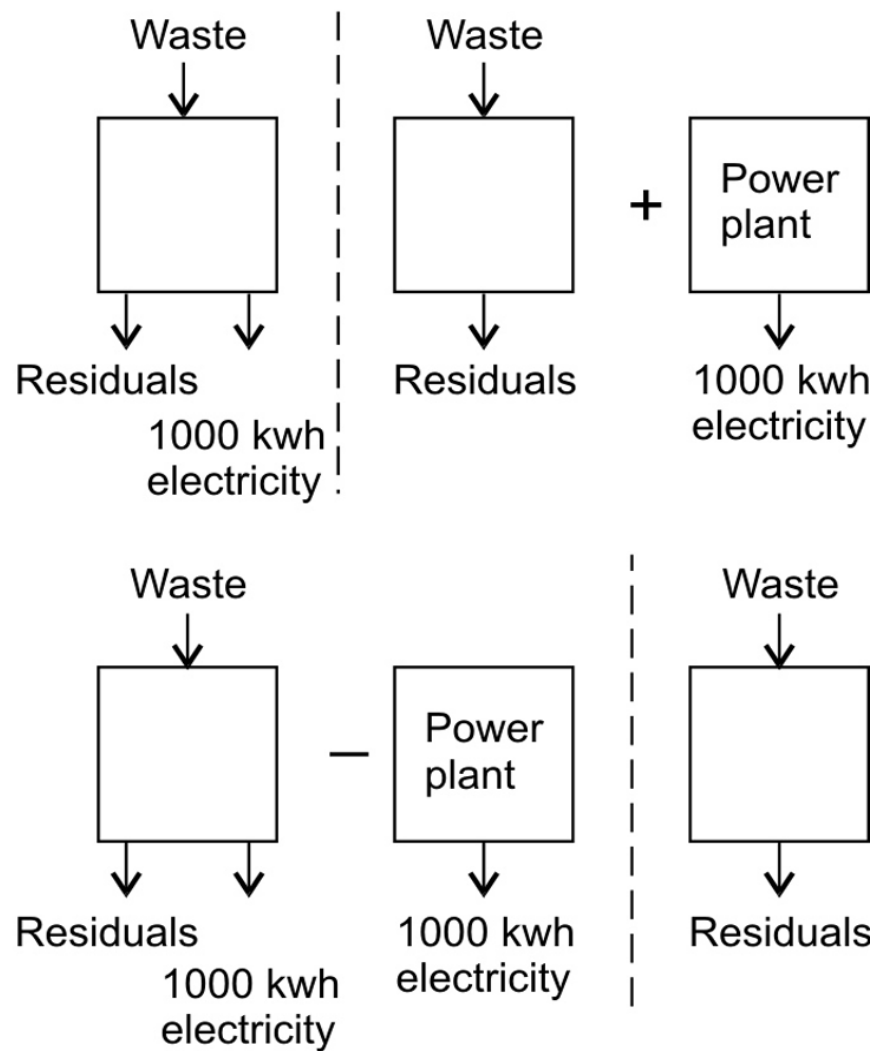 Waste
Waste
+
Power
plant
Residuals
Residuals
1000 kwh
electricity
1000 kwh
electricity
Waste
Waste
–
Power
plant
Residuals
1000 kwh
electricity
1000 kwh
electricity
Residuals